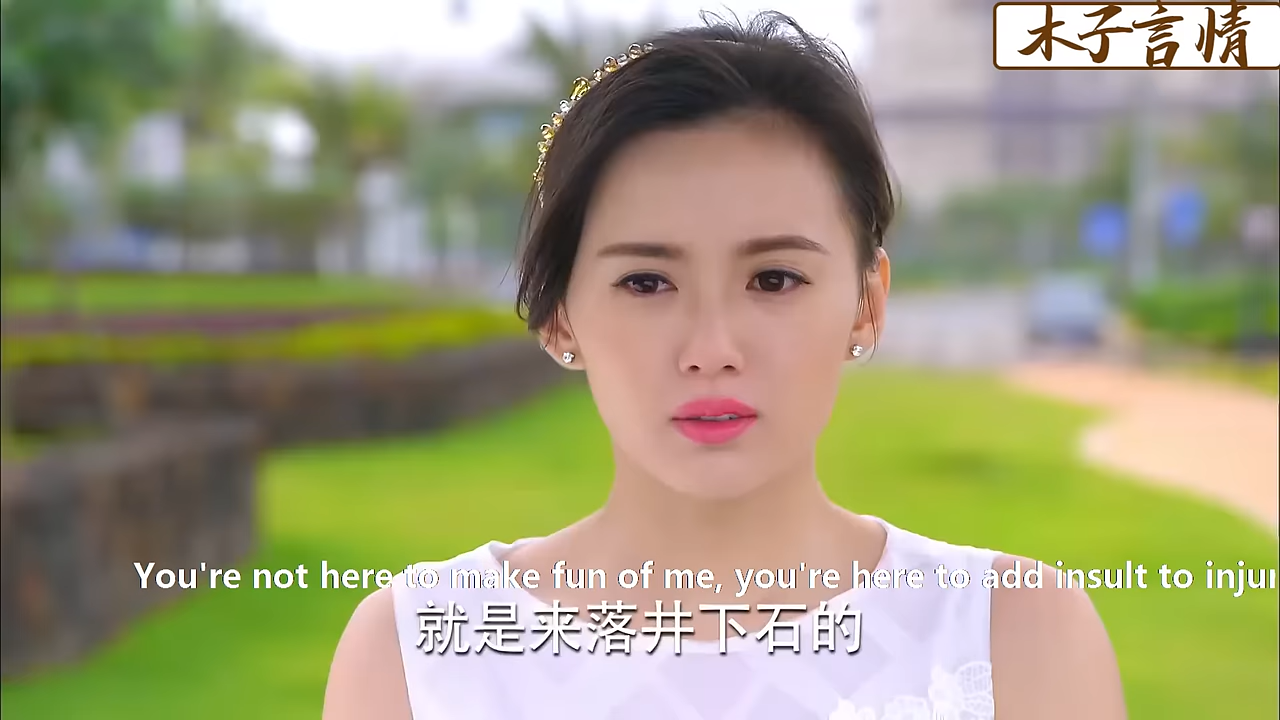 木子言情
You're not here to make fun of me, you're here to add insult to inju
就是来落井下石的